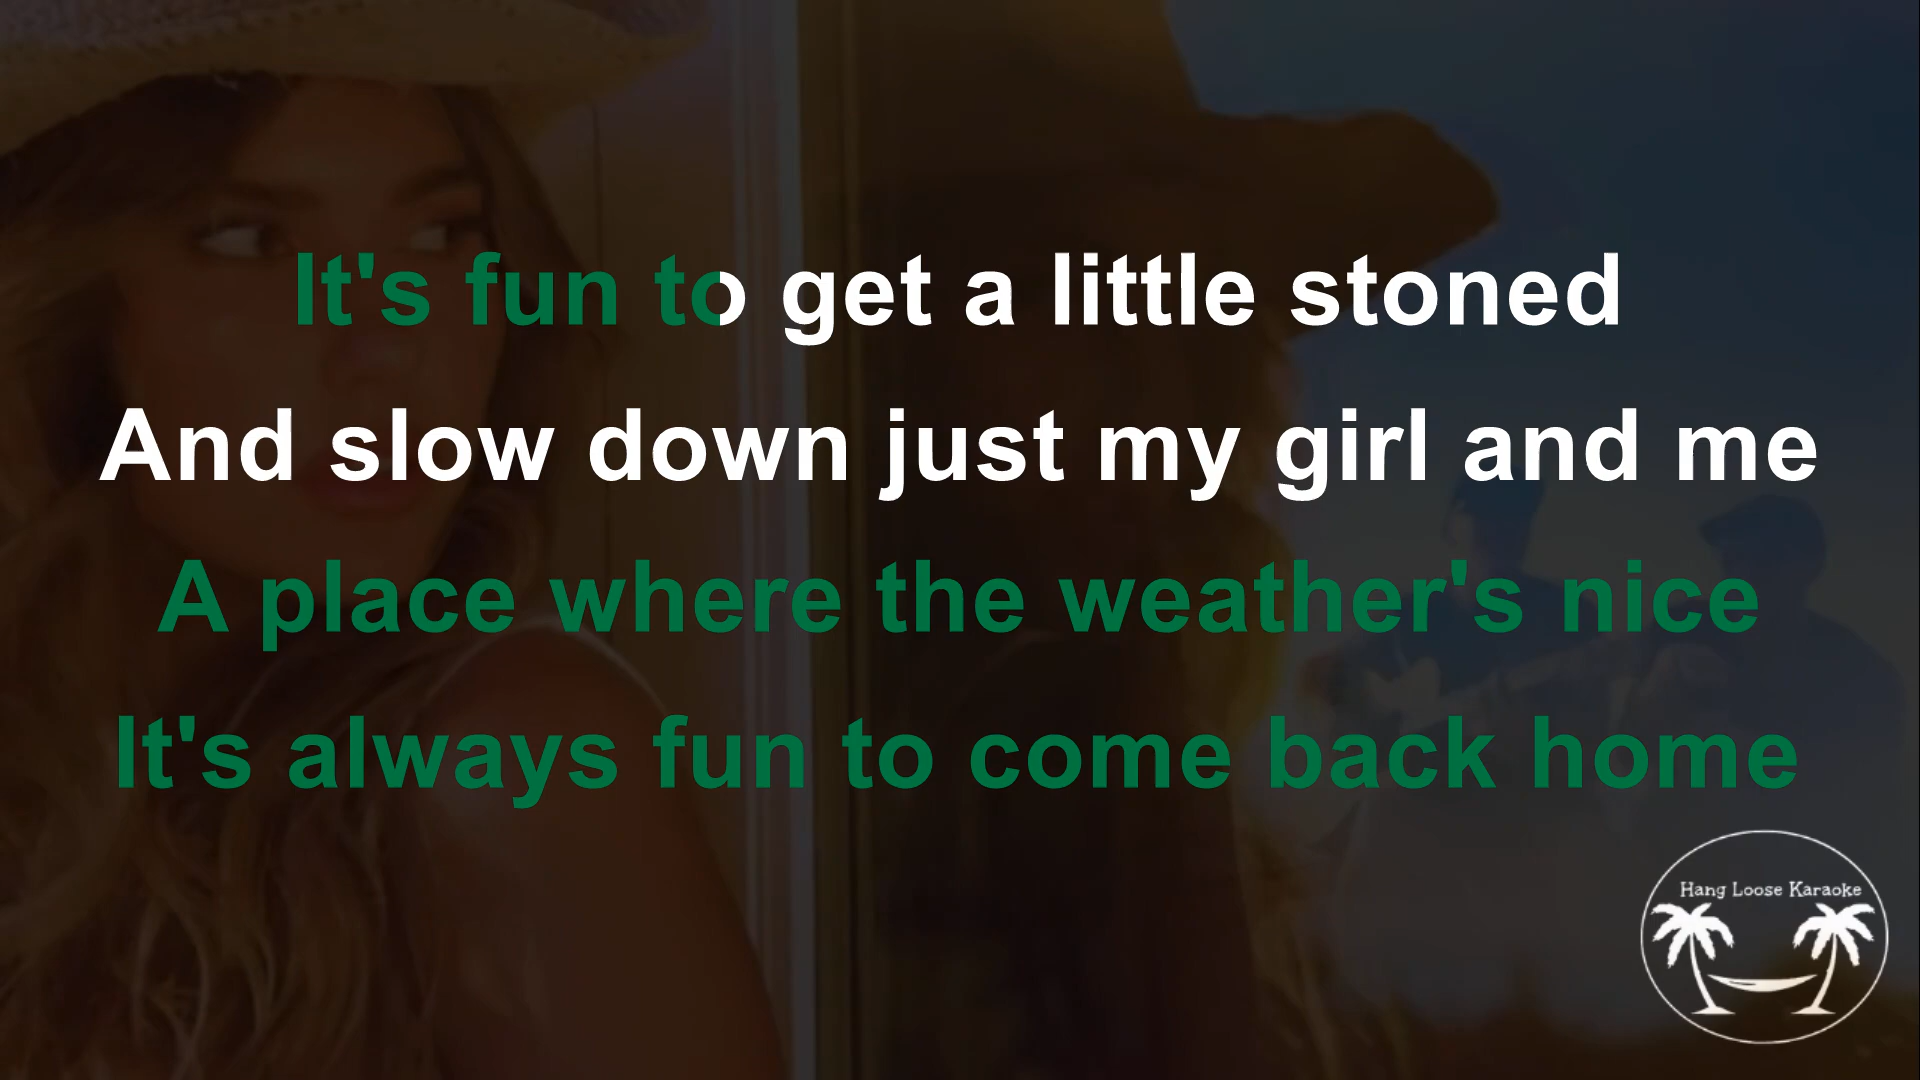 It's fun to get a little stoned
And slow down just my girl and me
A place where the weather's nice
It's always fun to come back home
Hang Loose Karaoke